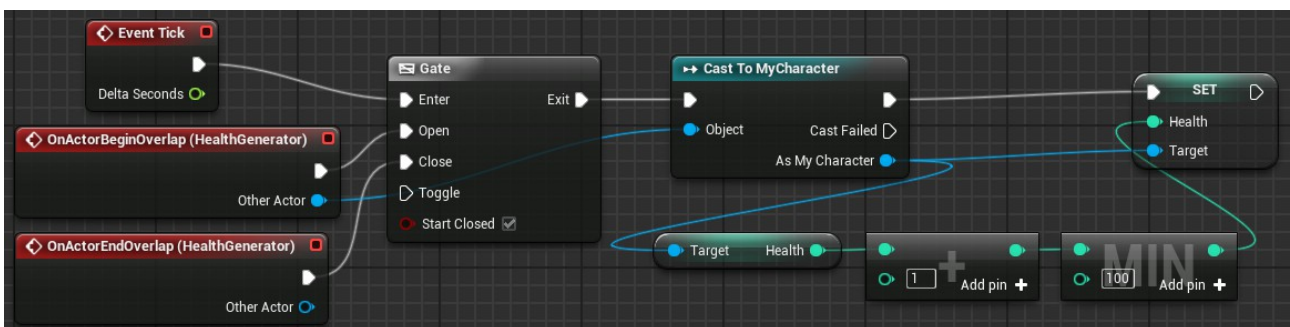 Event Tick
Delta Seconds
OnActorBeginOverlap (HealthGenerator)
Other Actor
OnActorEndOverlap (HealthGenerator)
Other Actor
Gate
Enter Exit
Open
Close
Toggle
Start Closed
Cast To MyCharacter
Object Cast Failed
As My Character
Target Health
1 + Add pin +
100 MIN Add pin +
SET
Health
Target